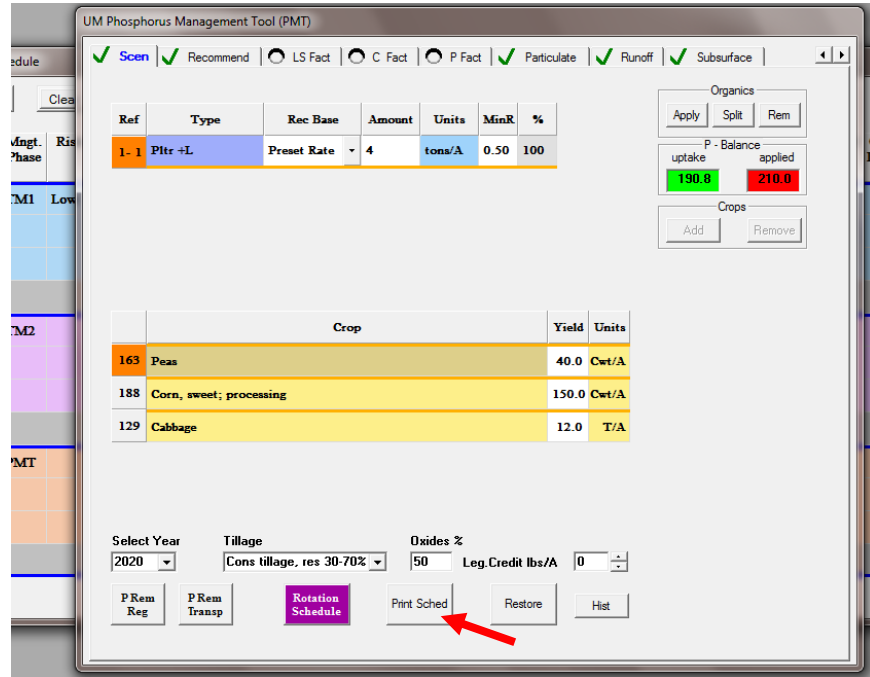 UM Phosphorus Management Tool (PMT)
Scen Recommend LS Fact C Fact P Fact Particulate Runoff Subsurface
edule
Clea
Mngt. Phase
Ris
TM1 Low
TM2
PMT
Organics
Apply Split Rem
P - Balance
uptake applied
190.8 210.0
Crops
Add Remove
Ref Type Rec Base Amount Units MinR %
1- 1 Pltr +L Preset Rate 4 tons/A 0.50 100
Crop Yield Units
163 Peas 40.0 Cwt/A
188 Corn, sweet; processing 150.0 Cwt/A
129 Cabbage 12.0 T/A
Select Year Tillage Oxides %
2020 Cons tillage, res 30-70% 50 Leg.Credit lbs/A 0
P Rem Reg
P Rem Transp
Rotation Schedule
Print Sched
Restore
Hist